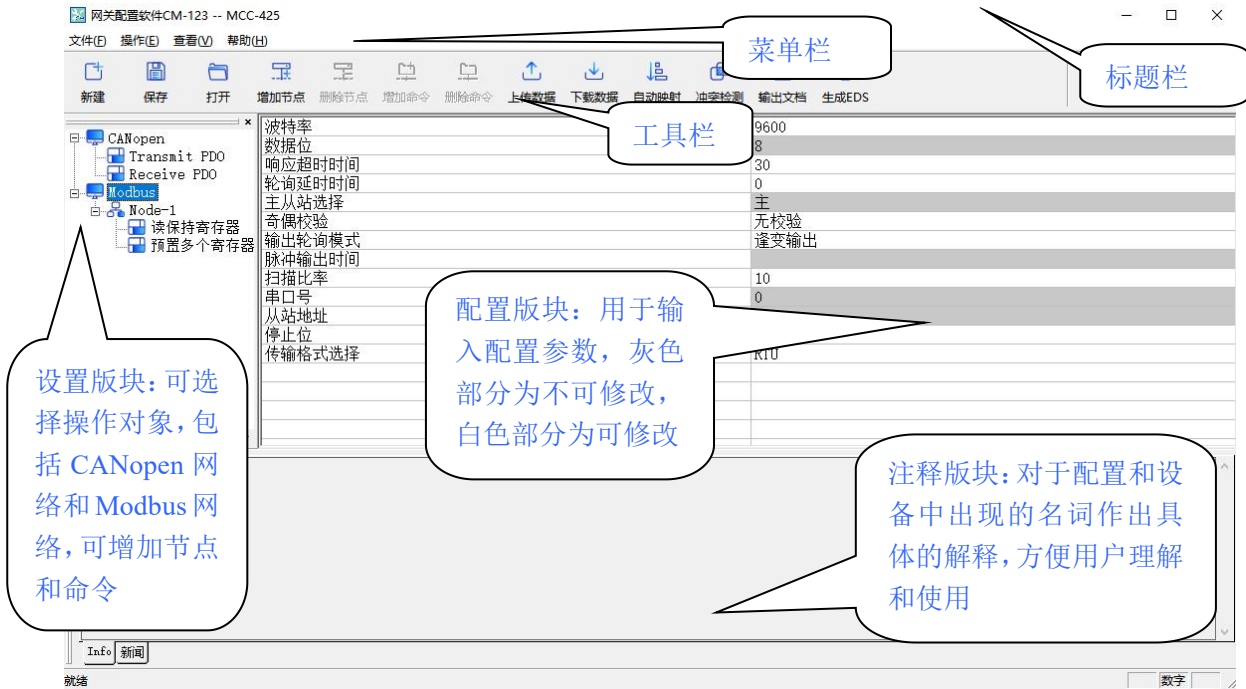 网关配置软件CM-123 -- MCC-425
文件(F) 操作(E) 查看(V) 帮助(H)
菜单栏
标题栏
新建 保存 打开 增加节点 删除节点 增加命令 删除命令 上传数据 下载数据 自动映射 冲突检测 输出文档 生成EDS
工具栏
CANopen
Transmit PDO
Receive PDO
Modbus
Node-1
读保持寄存器
预置多个寄存器
波特率 9600
数据位 8
响应超时时间 30
轮询延时时间 0
主从站选择 主
奇偶校验 无校验
输出轮询模式 逢变输出
脉冲输出时间
扫描比率 10
串口号 0
从站地址
停止位
传输格式选择 RTU
配置版块：用于输
入配置参数，灰色
部分为不可修改，
白色部分为可修改
设置版块：可选
择操作对象，包
括 CANopen 网
络和 Modbus 网
络，可增加节点
和命令
注释版块：对于配置和设
备中出现的名词作出具
体的解释，方便用户理解
和使用
Info 新闻
就绪
数字